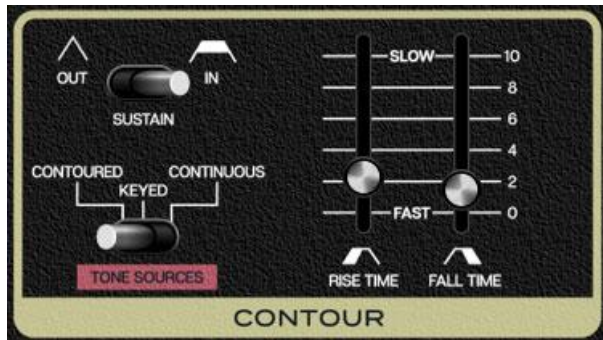 OUT
IN
SUSTAIN
CONTOURED
KEYED
CONTINUOUS
TONE SOURCES
SLOW
10
8
6
4
2
FAST
0
RISE TIME
FALL TIME
CONTOUR